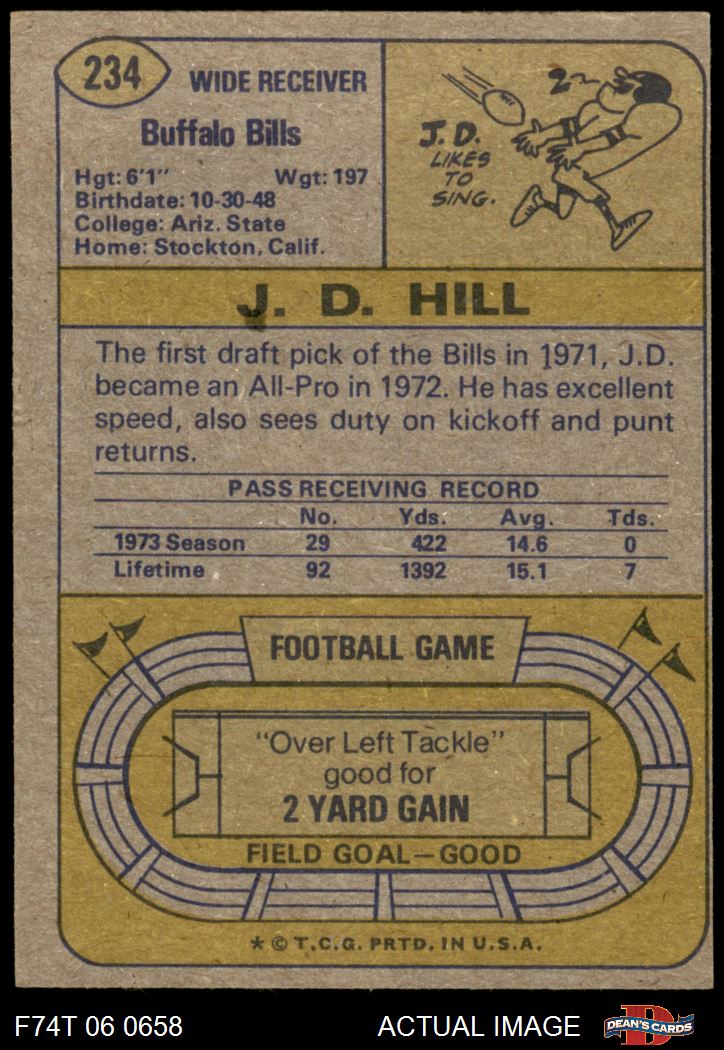 234
WIDE RECEIVER
Buffalo Bills
Hgt: 6'1" Wgt: 197
Birthdate: 10-30-48
College: Ariz. State
Home: Stockton, Calif.
J.D.
LIKES
TO
SING.
J. D. HILL
The first draft pick of the Bills in 1971, J.D.
became an All-Pro in 1972. He has excellent
speed, also sees duty on kickoff and punt
returns.
PASS RECEIVING RECORD
No. Yds. Avg. Tds.
1973 Season 29 422 14.6 0
Lifetime 92 1392 15.1 7
FOOTBALL GAME
"Over Left Tackle"
good for
2 YARD GAIN
FIELD GOAL—GOOD
* © T.C.G. PRTD. IN U.S.A.
F74T 06 0658 ACTUAL IMAGE
D
DEAN'S CARDS